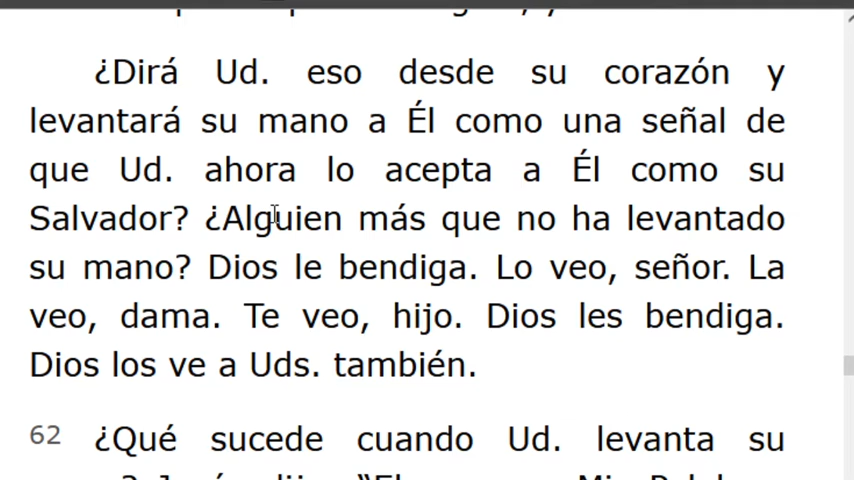 ¿Dirá Ud. eso desde su corazón y
levantará su mano a Él como una señal de
que Ud. ahora lo acepta a Él como su
Salvador? ¿Alguien más que no ha levantado
su mano? Dios le bendiga. Lo veo, señor. La
veo, dama. Te veo, hijo. Dios les bendiga.
Dios los ve a Uds. también.
62 ¿Qué sucede cuando Ud. levanta su